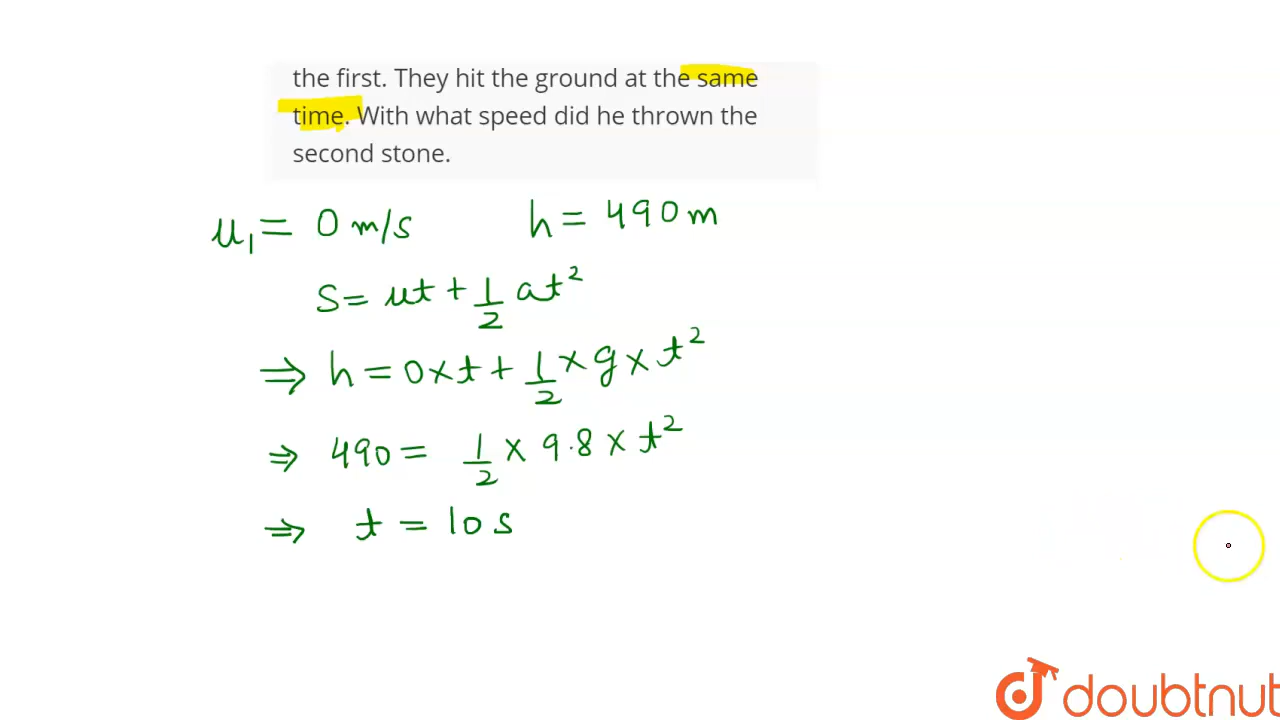 the first. They hit the ground at the same
time. With what speed did he thrown the
second stone.
u₁ = 0 m/s h = 490 m
S = ut + 1/2 at²
⇒ h = 0 × t + 1/2 × g × t²
⇒ 490 = 1/2 × 9.8 × t²
⇒ t = 10 s
doubtnut